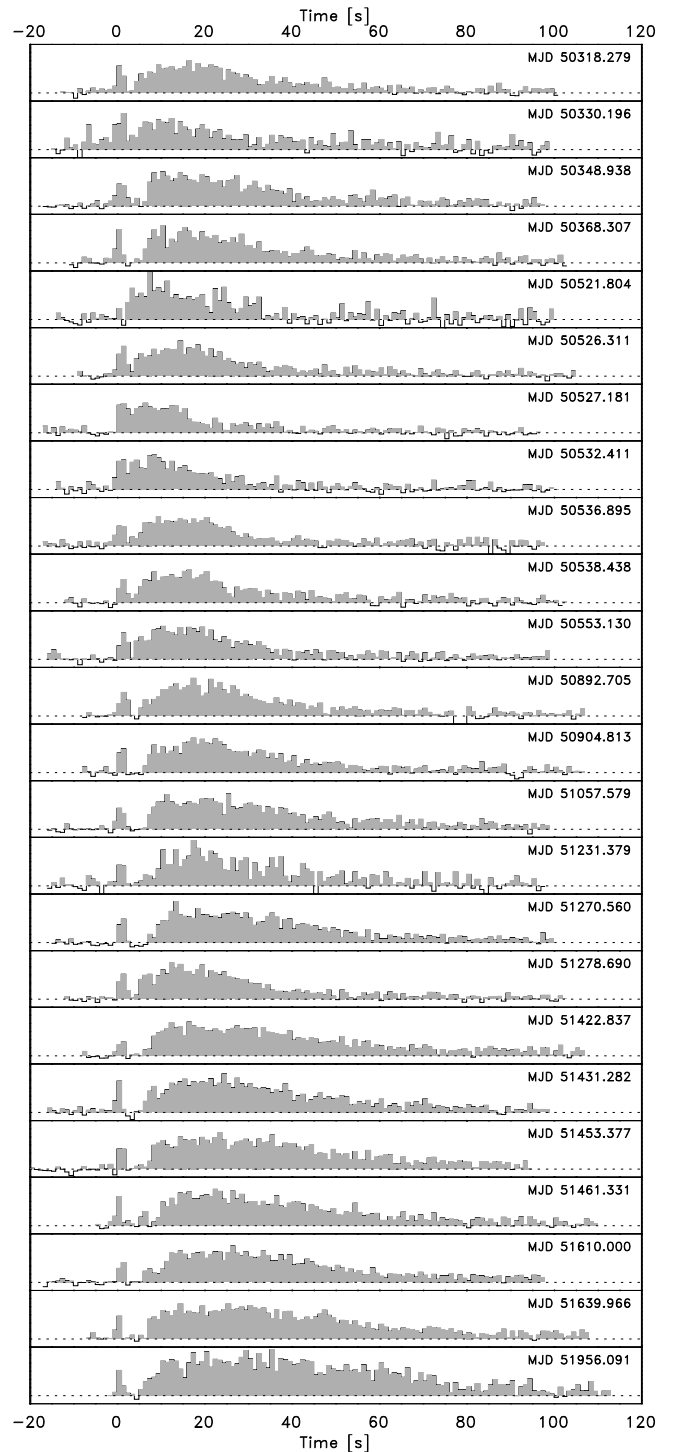 Time [s]
−20 0 20 40 60 80 100 120
MJD 50318.279
MJD 50330.196
MJD 50348.938
MJD 50368.307
MJD 50521.804
MJD 50526.311
MJD 50527.181
MJD 50532.411
MJD 50536.895
MJD 50538.438
MJD 50553.130
MJD 50892.705
MJD 50904.813
MJD 51057.579
MJD 51231.379
MJD 51270.560
MJD 51278.690
MJD 51422.837
MJD 51431.282
MJD 51453.377
MJD 51461.331
MJD 51610.000
MJD 51639.966
MJD 51956.091
−20 0 20 40 60 80 100 120
Time [s]